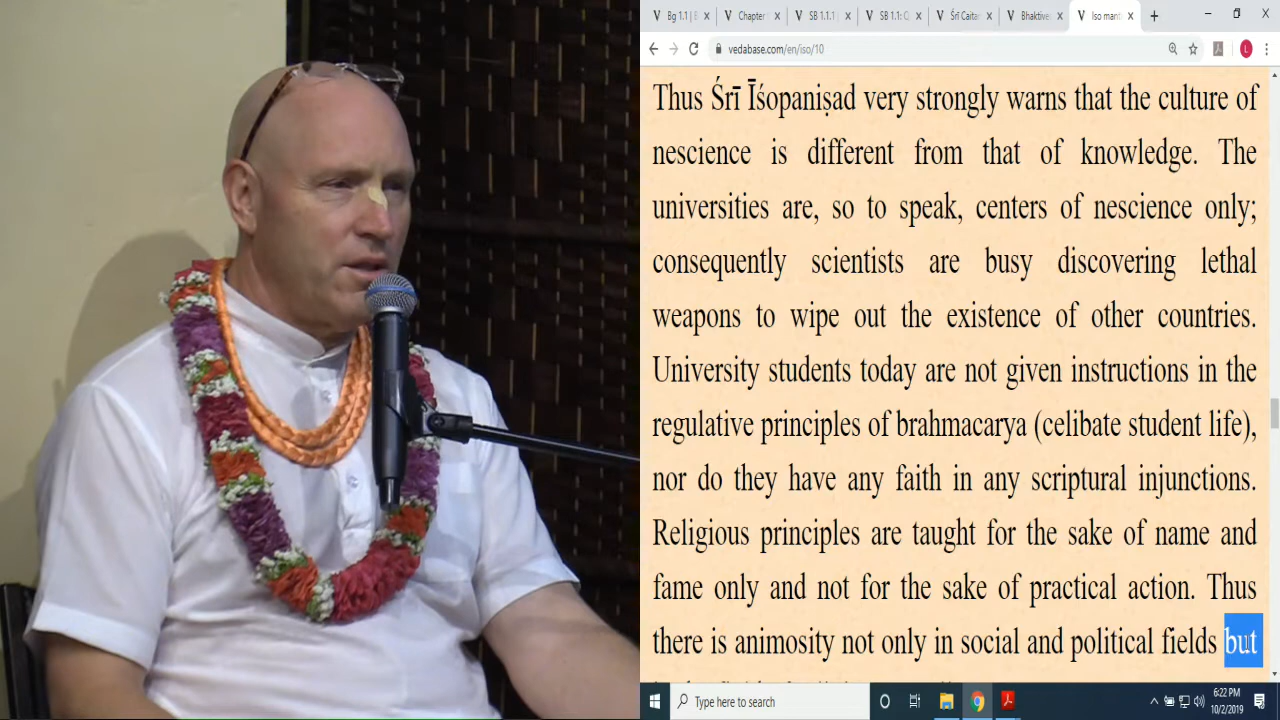 Bg 1.1 | B
Chapter
SB 1.1.1
SB 1.1: Q
Śrī Caitan
Bhaktive
Iso mant
vedabase.com/en/iso/10
Thus Śrī Īśopaniṣad very strongly warns that the culture of
nescience is different from that of knowledge. The
universities are, so to speak, centers of nescience only;
consequently scientists are busy discovering lethal
weapons to wipe out the existence of other countries.
University students today are not given instructions in the
regulative principles of brahmacarya (celibate student life),
nor do they have any faith in any scriptural injunctions.
Religious principles are taught for the sake of name and
fame only and not for the sake of practical action. Thus
there is animosity not only in social and political fields but
Type here to search
6:22 PM
10/2/2019